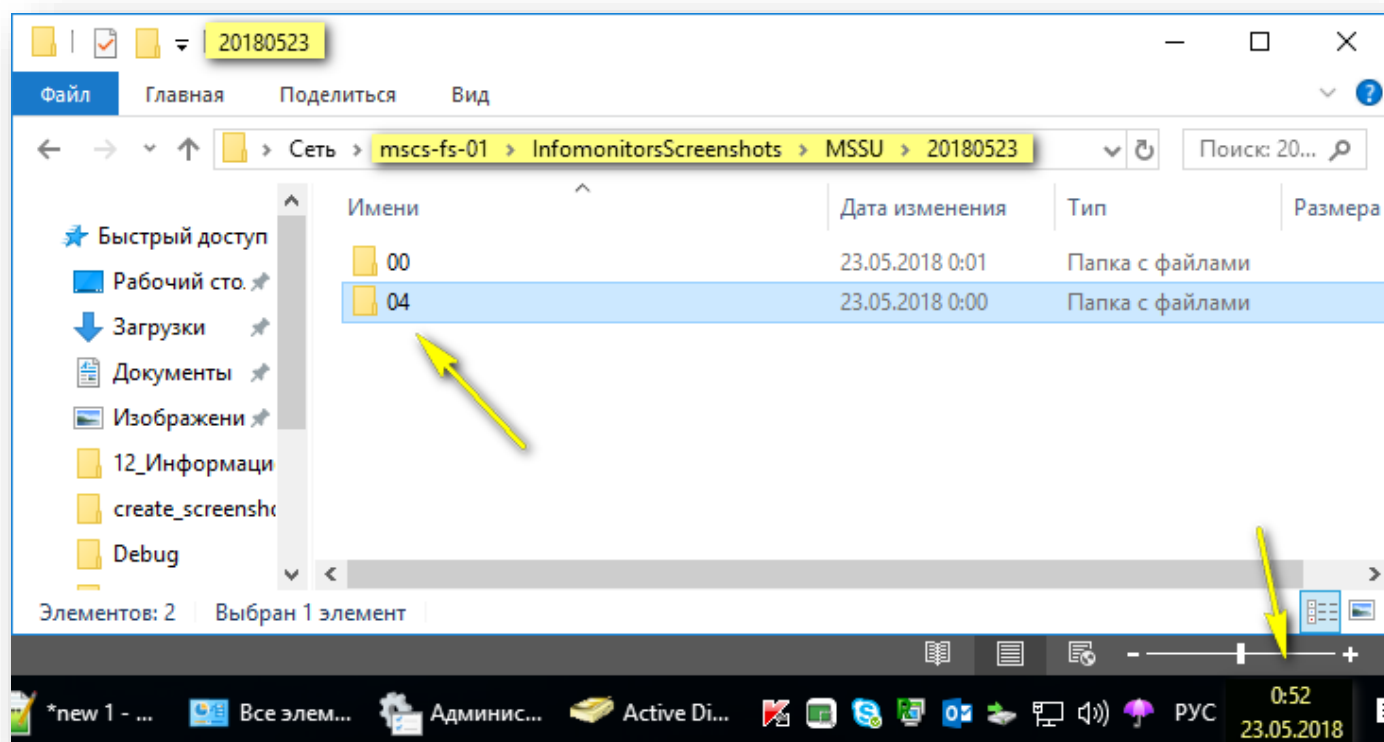 20180523
Файл Главная Поделиться Вид
Сеть > mscs-fs-01 > InfomonitorsScreenshots > MSSU > 20180523 Поиск: 20...
Имени Дата изменения Тип Размера
Быстрый доступ
Рабочий сто.
Загрузки
Документы
Изображени
12_Информаци
create_screensho
Debug
00 23.05.2018 0:01 Папка с файлами
04 23.05.2018 0:00 Папка с файлами
Элементов: 2 Выбран 1 элемент
*new 1 - ... Все элем... Админис... Active Di... РУС 0:52
23.05.2018